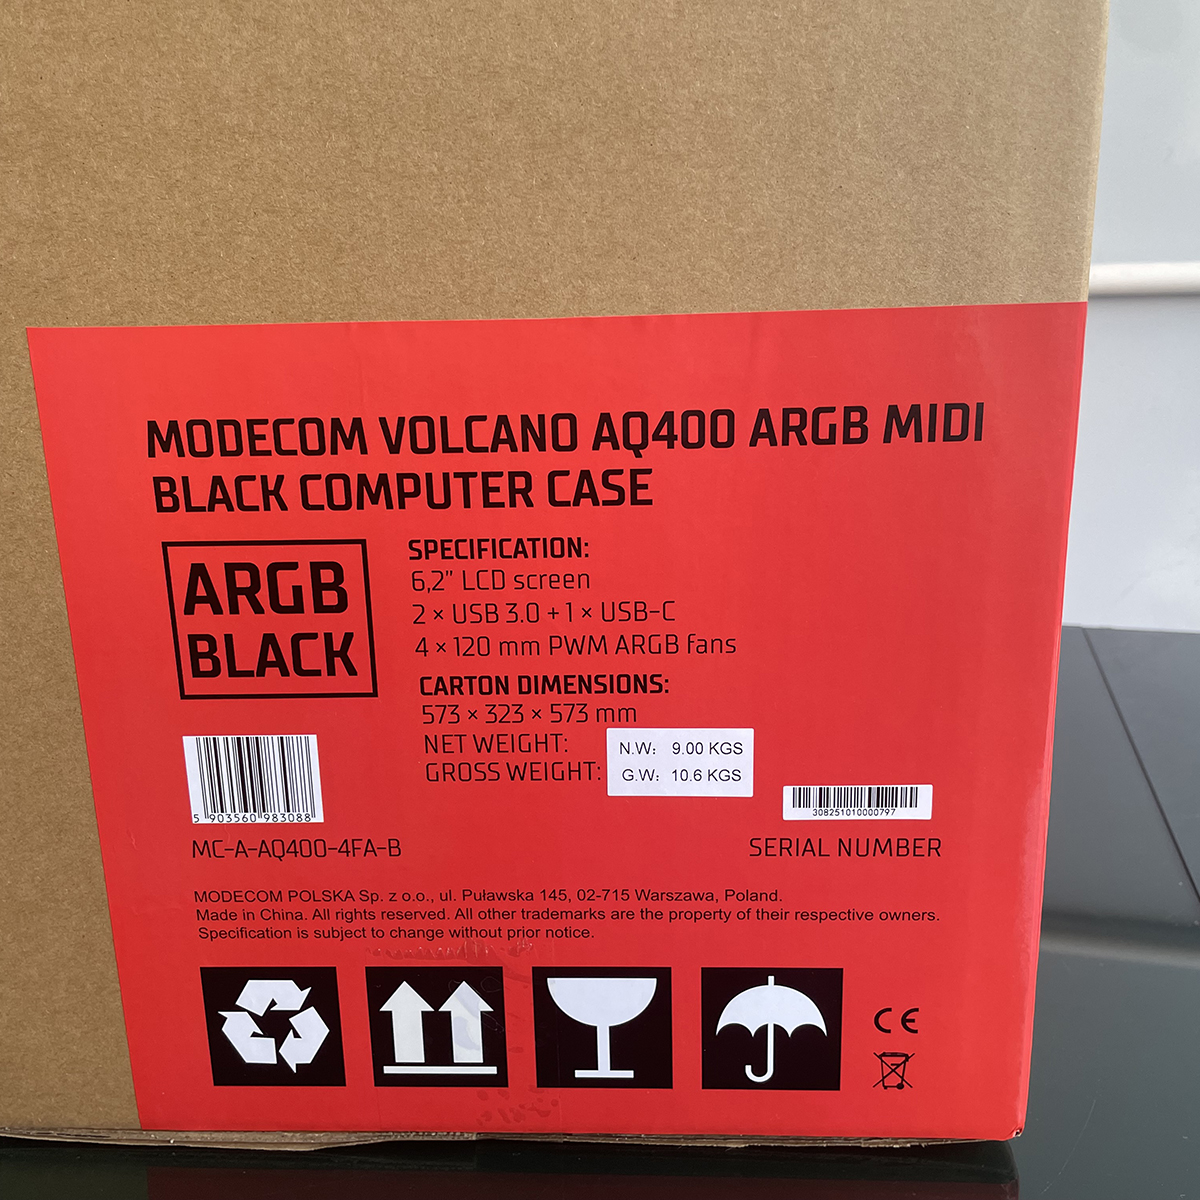 MODECOM VOLCANO AQ400 ARGB MIDI
BLACK COMPUTER CASE
ARGB
BLACK
SPECIFICATION:
6,2” LCD screen
2 × USB 3.0 + 1 × USB-C
4 × 120 mm PWM ARGB fans
CARTON DIMENSIONS:
573 × 323 × 573 mm
NET WEIGHT: N.W: 9.00 KGS
GROSS WEIGHT: G.W: 10.6 KGS
5 903560 983088
MC-A-AQ400-4FA-B
308251010000797
SERIAL NUMBER
MODECOM POLSKA Sp. z o.o., ul. Puławska 145, 02-715 Warszawa, Poland.
Made in China. All rights reserved. All other trademarks are the property of their respective owners.
Specification is subject to change without prior notice.
CE